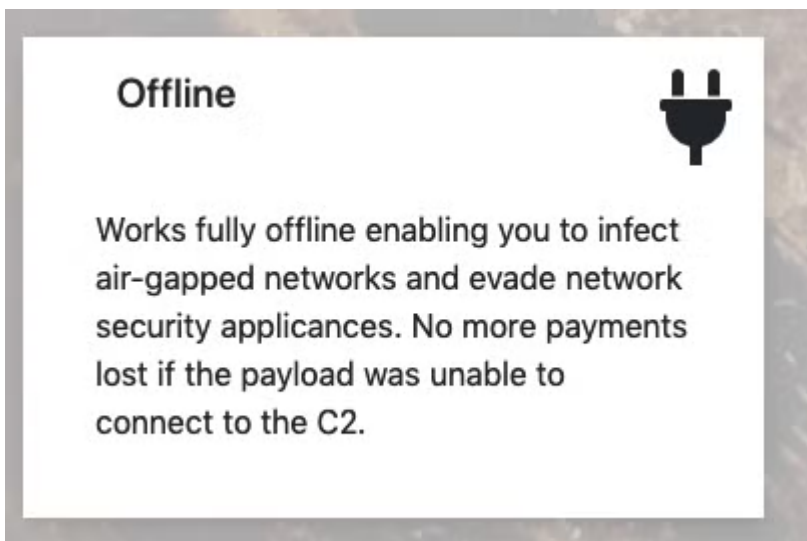 Offline
Works fully offline enabling you to infect
air-gapped networks and evade network
security applicances. No more payments
lost if the payload was unable to
connect to the C2.